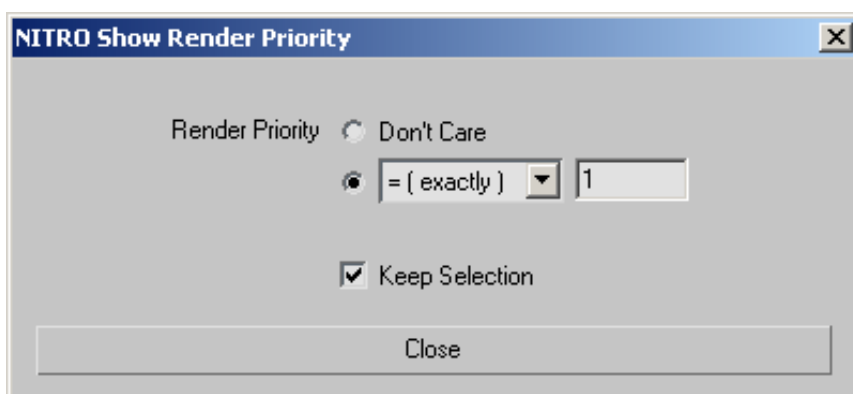 NITRO Show Render Priority
Render Priority Don't Care
= ( exactly ) 1
Keep Selection
Close